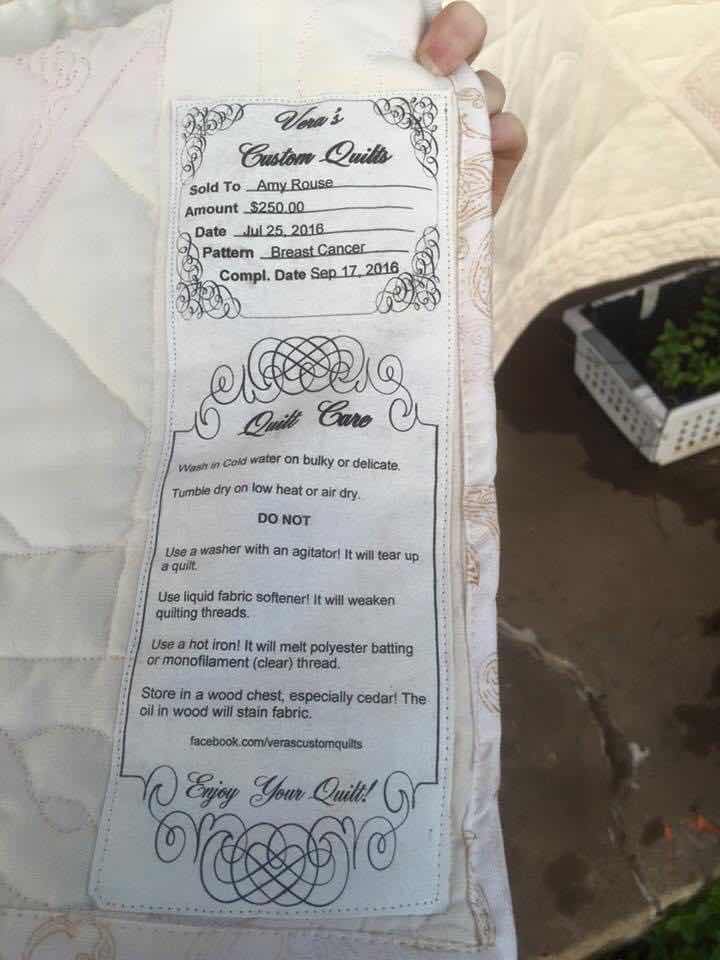 Vera's
Custom Quilts
Sold To Amy Rouse
Amount $250.00
Date Jul 25, 2016
Pattern Breast Cancer
Compl. Date Sep 17, 2016
Quilt Care
Wash in Cold water on bulky or delicate.
Tumble dry on low heat or air dry.
DO NOT
Use a washer with an agitator! It will tear up
a quilt.
Use liquid fabric softener! It will weaken
quilting threads.
Use a hot iron! It will melt polyester batting
or monofilament (clear) thread.
Store in a wood chest, especially cedar! The
oil in wood will stain fabric.
facebook.com/verascustomquilts
Enjoy Your Quilt!